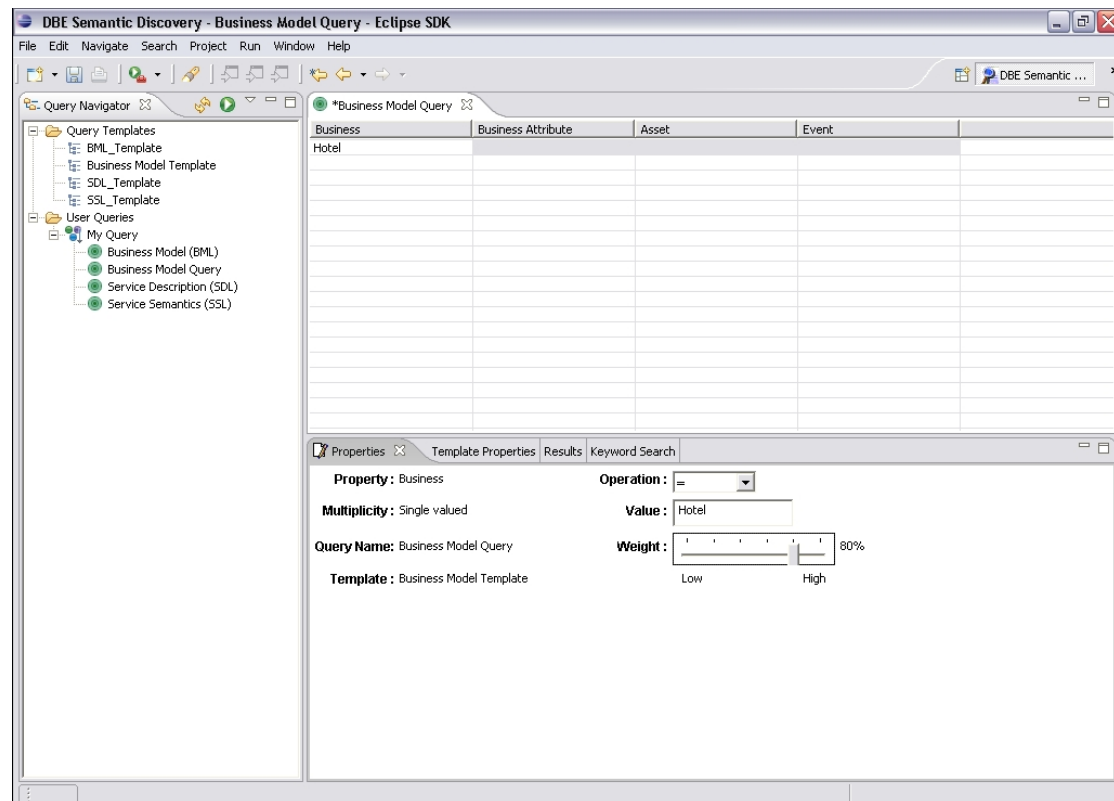 DBE Semantic Discovery - Business Model Query - Eclipse SDK
File Edit Navigate Search Project Run Window Help
DBE Semantic ...
Query Navigator
Query Templates
BML_Template
Business Model Template
SDL_Template
SSL_Template
User Queries
My Query
Business Model (BML)
Business Model Query
Service Description (SDL)
Service Semantics (SSL)
*Business Model Query
Business Business Attribute Asset Event
Hotel
Properties Template Properties Results Keyword Search
Property : Business Operation : =
Multiplicity : Single valued Value : Hotel
Query Name: Business Model Query Weight : 80%
Template : Business Model Template Low High